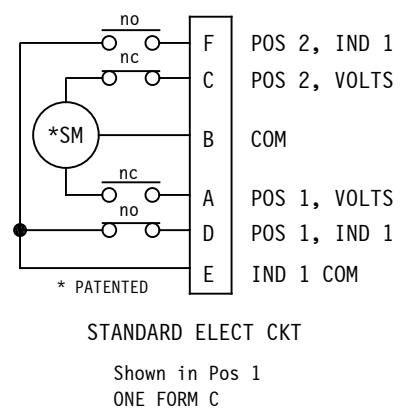 no
F POS 2, IND 1
nc
C POS 2, VOLTS
*SM
B COM
nc
A POS 1, VOLTS
no
D POS 1, IND 1
E IND 1 COM
* PATENTED
STANDARD ELECT CKT
Shown in Pos 1
ONE FORM C